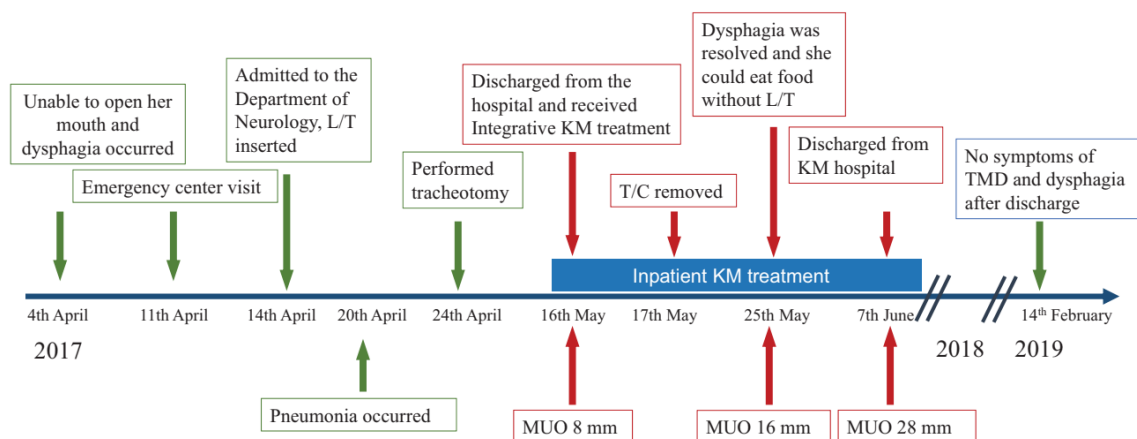 Unable to open her
mouth and
dysphagia occurred
Emergency center visit
Admitted to the
Department of
Neurology, L/T
inserted
Performed
tracheotomy
Discharged from the
hospital and received
Integrative KM treatment
T/C removed
Dysphagia was
resolved and she
could eat food
without L/T
Discharged from
KM hospital
No symptoms of
TMD and dysphagia
after discharge
Inpatient KM treatment
4th April
11th April
14th April
20th April
24th April
16th May
17th May
25th May
7th June
14th February
2017
2018
2019
Pneumonia occurred
MUO 8 mm
MUO 16 mm
MUO 28 mm